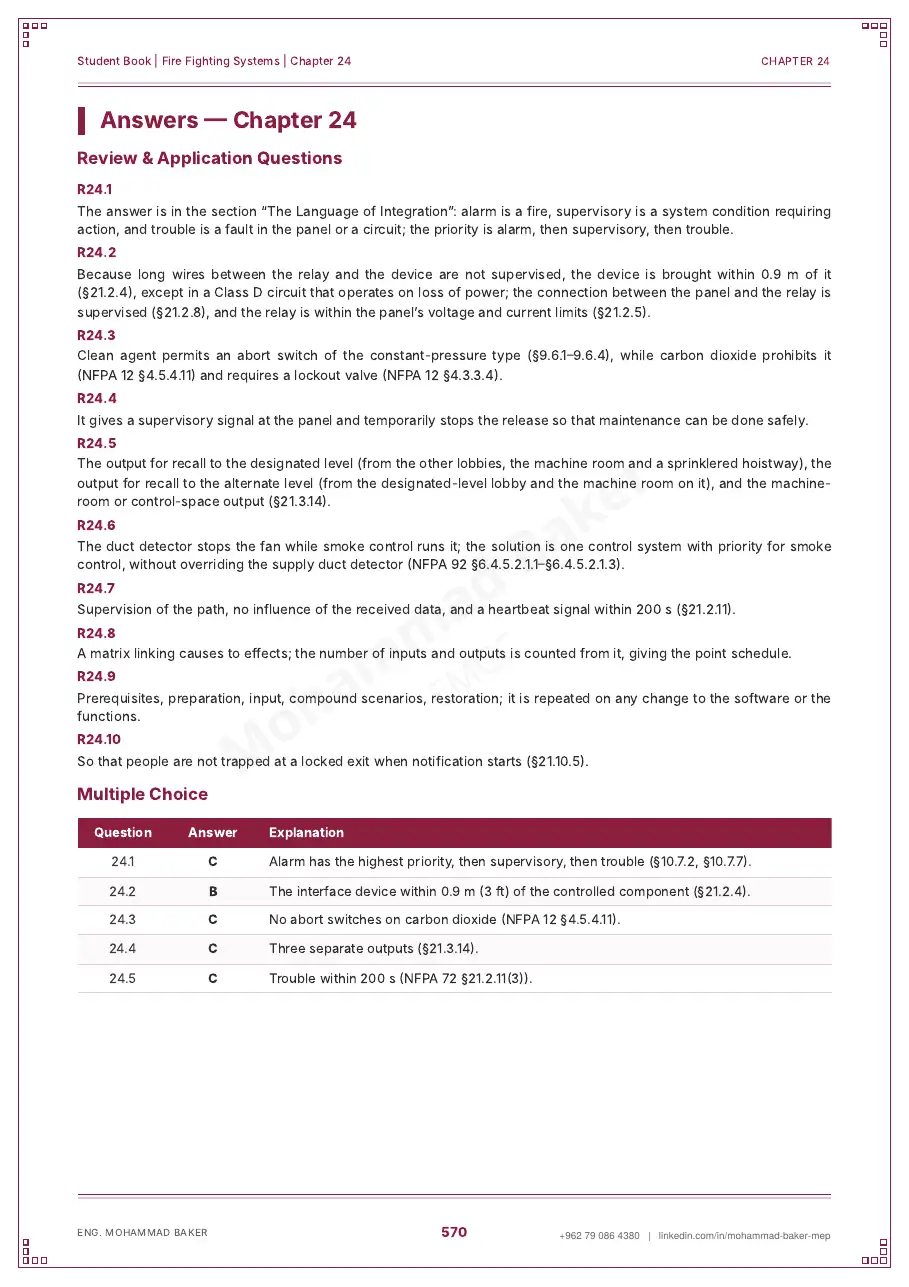 Student Book | Fire Fighting Systems | Chapter 24
CHAPTER 24
Answers — Chapter 24
Review & Application Questions
R24.1
The answer is in the section “The Language of Integration”: alarm is a fire, supervisory is a system condition requiring
action, and trouble is a fault in the panel or a circuit; the priority is alarm, then supervisory, then trouble.
R24.2
Because long wires between the relay and the device are not supervised, the device is brought within 0.9 m of it
(§21.2.4), except in a Class D circuit that operates on loss of power; the connection between the panel and the relay is
supervised (§21.2.8), and the relay is within the panel’s voltage and current limits (§21.2.5).
R24.3
Clean agent permits an abort switch of the constant-pressure type (§9.6.1–9.6.4), while carbon dioxide prohibits it
(NFPA 12 §4.5.4.11) and requires a lockout valve (NFPA 12 §4.3.3.4).
R24.4
It gives a supervisory signal at the panel and temporarily stops the release so that maintenance can be done safely.
R24.5
The output for recall to the designated level (from the other lobbies, the machine room and a sprinklered hoistway), the
output for recall to the alternate level (from the designated-level lobby and the machine room on it), and the machine-
room or control-space output (§21.3.14).
R24.6
The duct detector stops the fan while smoke control runs it; the solution is one control system with priority for smoke
control, without overriding the supply duct detector (NFPA 92 §6.4.5.2.1.1–§6.4.5.2.1.3).
R24.7
Supervision of the path, no influence of the received data, and a heartbeat signal within 200 s (§21.2.11).
R24.8
A matrix linking causes to effects; the number of inputs and outputs is counted from it, giving the point schedule.
R24.9
Prerequisites, preparation, input, compound scenarios, restoration; it is repeated on any change to the software or the
functions.
R24.10
So that people are not trapped at a locked exit when notification starts (§21.10.5).
Multiple Choice
Question Answer Explanation
24.1 C Alarm has the highest priority, then supervisory, then trouble (§10.7.2, §10.7.7).
24.2 B The interface device within 0.9 m (3 ft) of the controlled component (§21.2.4).
24.3 C No abort switches on carbon dioxide (NFPA 12 §4.5.4.11).
24.4 C Three separate outputs (§21.3.14).
24.5 C Trouble within 200 s (NFPA 72 §21.2.11(3)).
Mohammad Baker
ENG. MOHAMMAD BAKER
570
+962 79 086 4380 | linkedin.com/in/mohammad-baker-mep